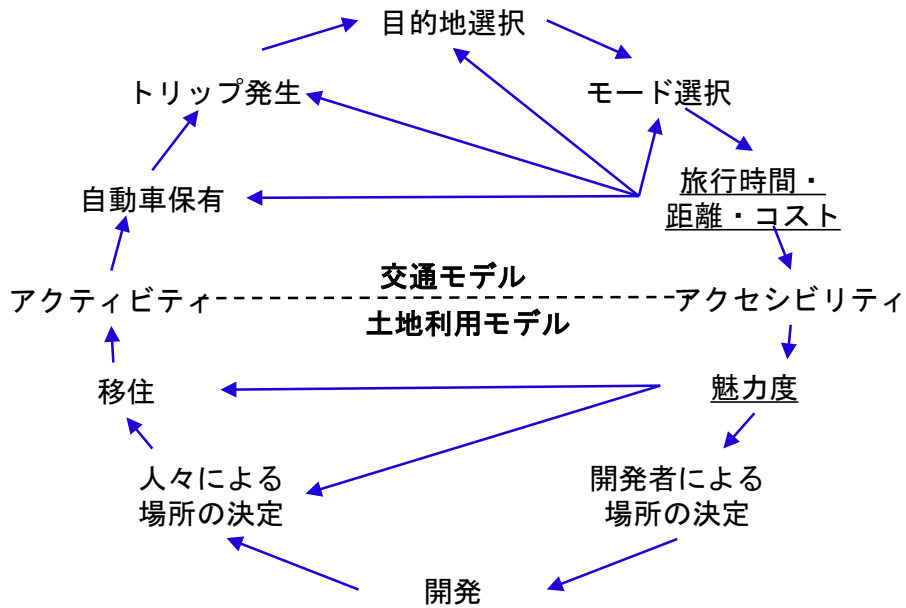 目的地選択
トリップ発生
モード選択
自動車保有
旅行時間・
距離・コスト
交通モデル
アクティビティ
アクセシビリティ
土地利用モデル
移住
魅力度
人々による
場所の決定
開発者による
場所の決定
開発